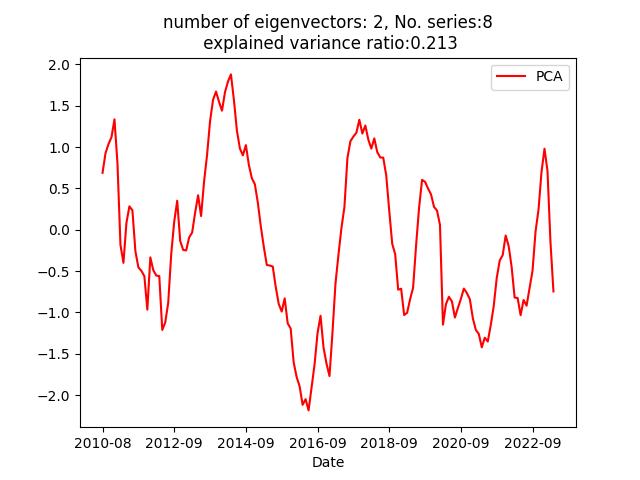 number of eigenvectors: 2, No. series:8
explained variance ratio:0.213
PCA
2.0
1.5
1.0
0.5
0.0
−0.5
−1.0
−1.5
−2.0
2010-08 2012-09 2014-09 2016-09 2018-09 2020-09 2022-09
Date